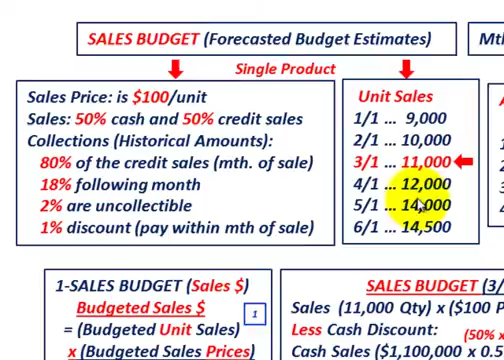 SALES BUDGET (Forecasted Budget Estimates)
Single Product
Sales Price: is $100/unit
Sales: 50% cash and 50% credit sales
Collections (Historical Amounts):
80% of the credit sales (mth. of sale)
18% following month
2% are uncollectible
1% discount (pay within mth of sale)
Unit Sales
1/1 ... 9,000
2/1 ... 10,000
3/1 ... 11,000
4/1 ... 12,000
5/1 ... 14,000
6/1 ... 14,500
1-SALES BUDGET (Sales $)
Budgeted Sales $
= (Budgeted Unit Sales)
x (Budgeted Sales Prices)
1
SALES BUDGET (3/
Sales (11,000 Qty) x ($100 P
Less Cash Discount:
(50% x
Cash Sales ($1,100,000 x 0.5